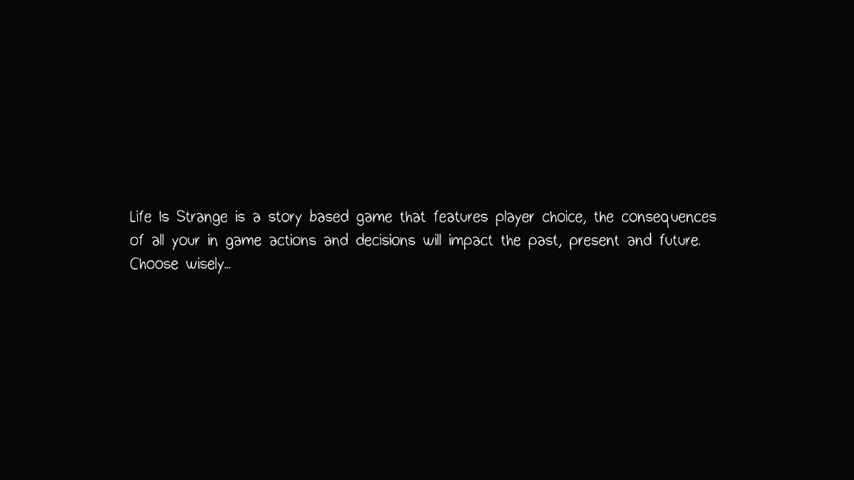 Life Is Strange is a story based game that features player choice, the consequences
of all your in game actions and decisions will impact the past, present and future.
Choose wisely...